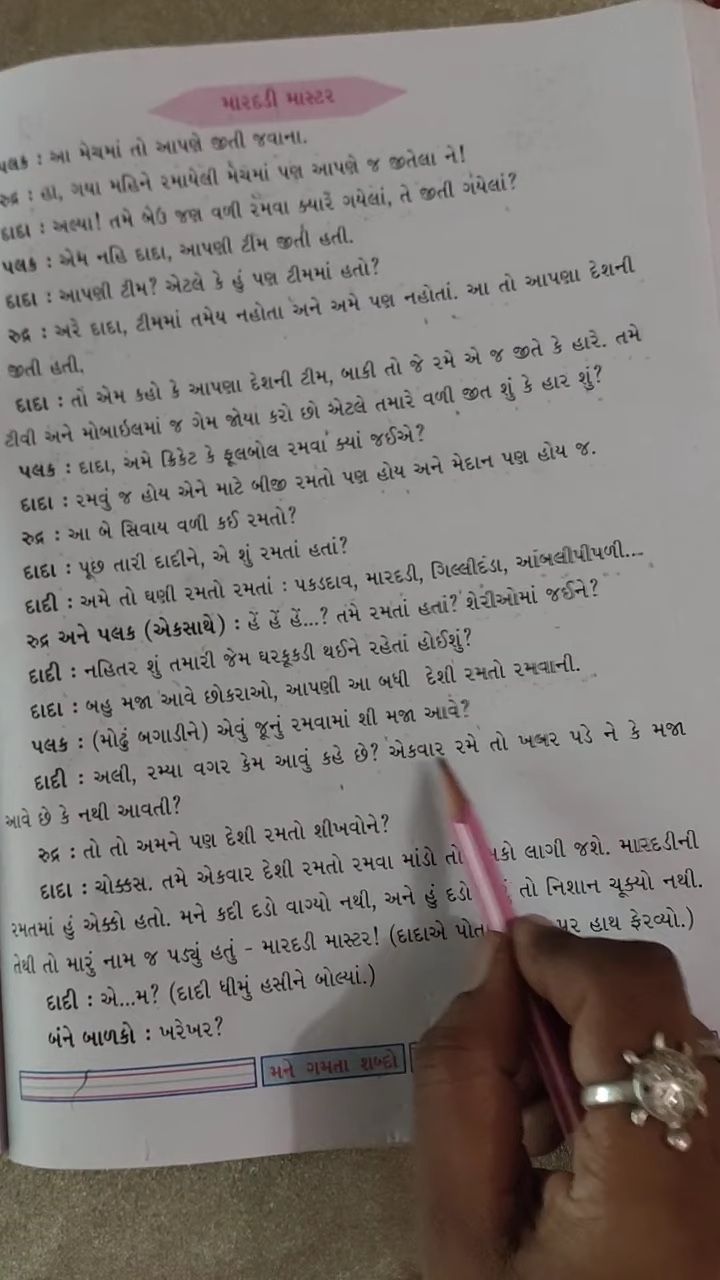 મારદડી માસ્ટર
પલક : આ મેચમાં તો આપણે જીતી જવાના.
રુદ્ર : હા, ગયા મહિને રમાયેલી મેચમાં પણ આપણે જ જીતેલા ને!
દાદા : અલ્યા! તમે બેઉ જણ વળી રમવા ક્યારે ગયેલાં, તે જીતી ગયેલાં?
પલક : એમ નહિ દાદા, આપણી ટીમ જીતી હતી.
દાદા : આપણી ટીમ? એટલે કે હું પણ ટીમમાં હતો?
રુદ્ર : અરે દાદા, ટીમમાં તમેય નહોતા અને અમે પણ નહોતાં. આ તો આપણા દેશની
જીતી હતી.
દાદા : તો એમ કહો કે આપણા દેશની ટીમ, બાકી તો જે રમે એ જ જીતે કે હારે. તમે
ટીવી અને મોબાઇલમાં જ ગેમ જોયા કરો છો એટલે તમારે વળી જીત શું કે હાર શું?
પલક : દાદા, અમે ક્રિકેટ કે ફૂલબોલ રમવા ક્યાં જઈએ?
દાદા : રમવું જ હોય એને માટે બીજી રમતો પણ હોય અને મેદાન પણ હોય જ.
રુદ્ર : આ બે સિવાય વળી કઈ રમતો?
દાદા : પૂછ તારી દાદીને, એ શું રમતાં હતાં?
દાદી : અમે તો ઘણી રમતો રમતાં : પકડદાવ, મારદડી, ગિલ્લીદંડા, આંબલીપીપળી...
રુદ્ર અને પલક (એકસાથે) : હેં હેં હેં...? તમે રમતાં હતાં? શેરીઓમાં જઈને?
દાદી : નહિતર શું તમારી જેમ ઘરકૂકડી થઈને રહેતાં હોઈશું?
દાદા : બહુ મજા આવે છોકરાઓ, આપણી આ બધી દેશી રમતો રમવાની.
પલક : (મોઢું બગાડીને) એવું જૂનું રમવામાં શી મજા આવે?
દાદી : અલી, રમ્યા વગર કેમ આવું કહે છે? એકવાર રમે તો ખબર પડે ને કે મજા
આવે છે કે નથી આવતી?
રુદ્ર : તો તો અમને પણ દેશી રમતો શીખવોને?
દાદા : ચોક્કસ. તમે એકવાર દેશી રમતો રમવા માંડો તો લાગી જશે. મારદડીની
રમતમાં હું એક્કો હતો. મને કદી દડો વાગ્યો નથી, અને હું દડો તો નિશાન ચૂક્યો નથી.
તેથી તો મારું નામ જ પડ્યું હતું - મારદડી માસ્ટર! (દાદાએ પર હાથ ફેરવ્યો.)
દાદી : એ...મ? (દાદી ધીમું હસીને બોલ્યાં.)
બંને બાળકો : ખરેખર?
મને ગમતા શબ્દો